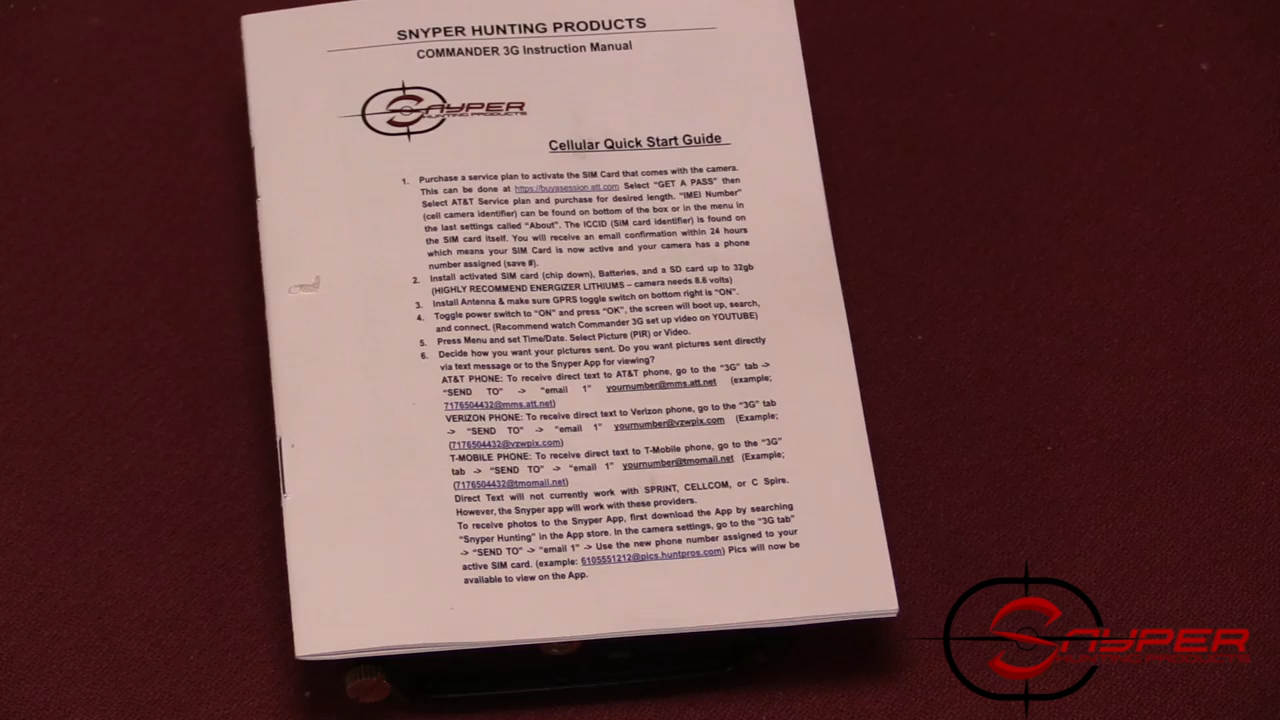 SNYPER HUNTING PRODUCTS
COMMANDER 3G Instruction Manual
SNYPER
HUNTING PRODUCTS
Cellular Quick Start Guide
1. Purchase a service plan to activate the SIM Card that comes with the camera.
This can be done at https://buyasession.att.com Select "GET A PASS" then
Select AT&T Service plan and purchase for desired length. "IMEI Number"
(cell camera identifier) can be found on bottom of the box or in the menu in
the last settings called "About". The ICCID (SIM card identifier) is found on
the SIM card itself. You will receive an email confirmation within 24 hours
which means your SIM Card is now active and your camera has a phone
number assigned (save #).
2. Install activated SIM card (chip down), Batteries, and a SD card up to 32gb
(HIGHLY RECOMMEND ENERGIZER LITHIUMS – camera needs 8.6 volts)
3. Install Antenna & make sure GPRS toggle switch on bottom right is "ON".
4. Toggle power switch to "ON" and press "OK", the screen will boot up, search,
and connect. (Recommend watch Commander 3G set up video on YOUTUBE)
5. Press Menu and set Time/Date. Select Picture (PIR) or Video.
6. Decide how you want your pictures sent. Do you want pictures sent directly
via text message or to the Snyper App for viewing?
AT&T PHONE: To receive direct text to AT&T phone, go to the "3G" tab ->
"SEND TO" -> "email 1" yournumber@mms.att.net (example;
7176504432@mms.att.net)
VERIZON PHONE: To receive direct text to Verizon phone, go to the "3G" tab
-> "SEND TO" -> "email 1" yournumber@vzwpix.com (Example;
(7176504432@vzwpix.com)
T-MOBILE PHONE: To receive direct text to T-Mobile phone, go to the "3G"
tab -> "SEND TO" -> "email 1" yournumber@tmomail.net (Example;
(7176504432@tmomail.net)
Direct Text will not currently work with SPRINT, CELLCOM, or C Spire.
However, the Snyper app will work with these providers.
To receive photos to the Snyper App, first download the App by searching
"Snyper Hunting" in the App store. In the camera settings, go to the "3G tab"
-> "SEND TO" -> "email 1" -> Use the new phone number assigned to your
active SIM card. (example: 6105551212@pics.huntpros.com) Pics will now be
available to view on the App.
SNYPER
HUNTING PRODUCTS